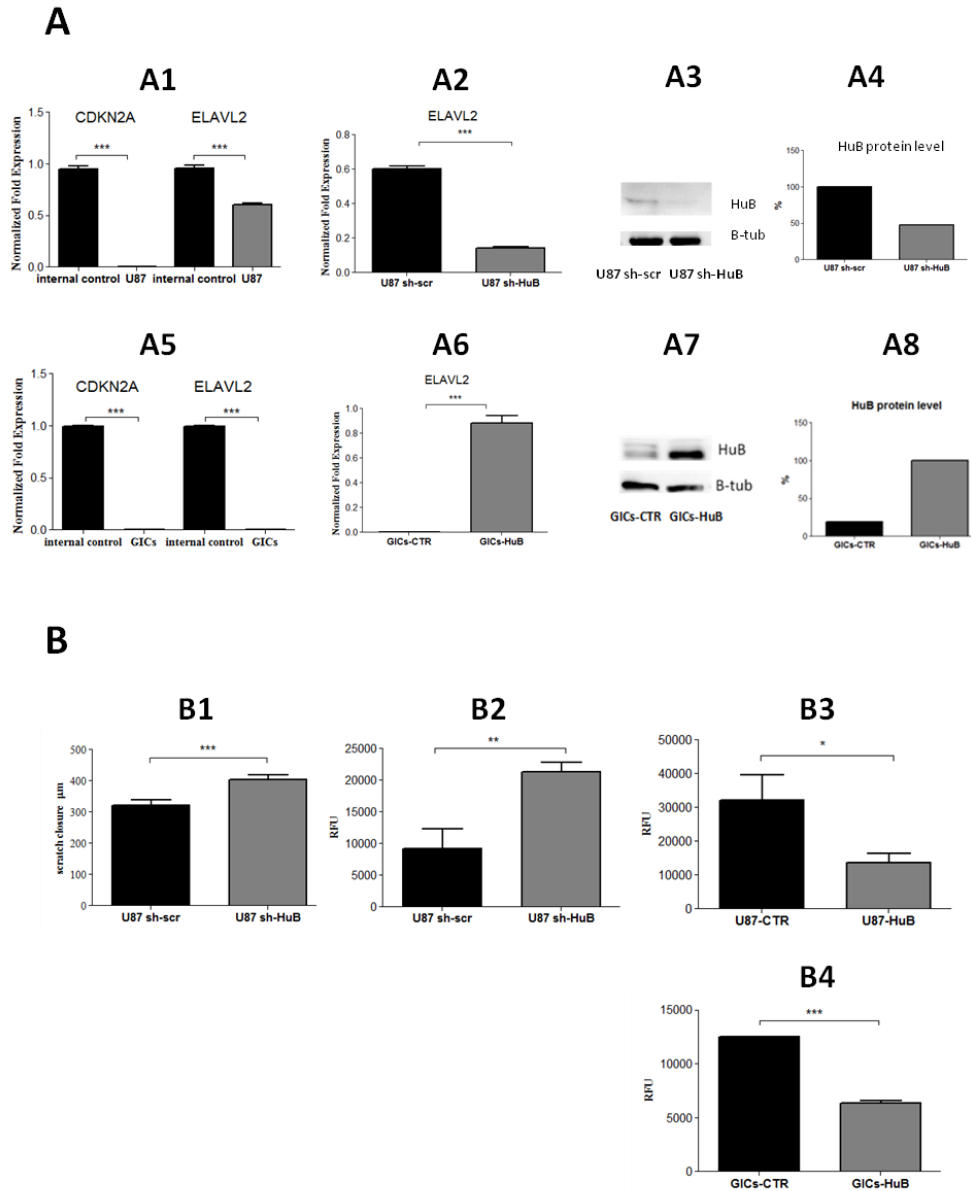 A
A1
CDKN2A
ELAVL2
***
***
Normalized Fold Expression
1.5
1.0
0.5
0.0
internal control U87 internal control U87
A2
ELAVL2
***
Normalized Fold Expression
0.8
0.6
0.4
0.2
0.0
U87 sh-scr U87 sh-HuB
A3
HuB
B-tub
U87 sh-scr U87 sh-HuB
A4
HuB protein level
%
150
100
50
0
U87 sh-scr U87 sh-HuB
A5
CDKN2A
ELAVL2
***
***
Normalized Fold Expression
1.5
1.0
0.5
0.0
internal control GICs internal control GICs
A6
ELAVL2
***
Normalized Fold Expression
1.0
0.8
0.6
0.4
0.2
0.0
GICs-CTR GICs-HuB
A7
HuB
B-tub
GICs-CTR GICs-HuB
A8
HuB protein level
%
150
100
50
0
GICs-CTR GICs-HuB
B
B1
***
scratch closure µm
500
400
300
200
100
0
U87 sh-scr U87 sh-HuB
B2
**
RFU
25000
20000
15000
10000
5000
0
U87 sh-scr U87 sh-HuB
B3
*
RFU
50000
40000
30000
20000
10000
0
U87-CTR U87-HuB
B4
***
RFU
15000
10000
5000
0
GICs-CTR GICs-HuB